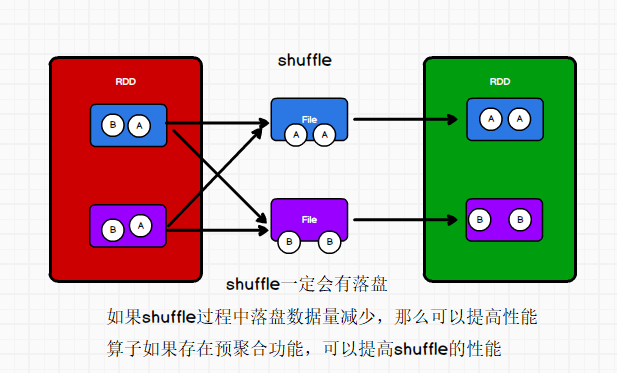 shuffle
RDD
RDD
B A
File
A A
A A
B A
File
B B
B B
shuffle一定会有落盘
如果shuffle过程中落盘数据量减少，那么可以提高性能
算子如果存在预聚合功能，可以提高shuffle的性能